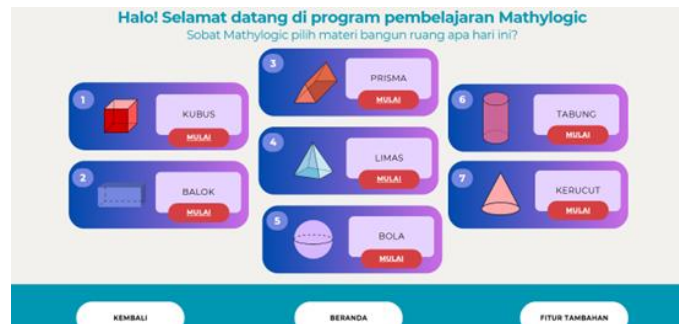 Halo! Selamat datang di program pembelajaran Mathylogic
Sobat Mathylogic pilih materi bangun ruang apa hari ini?
1
KUBUS
MULAI
2
BALOK
MULAI
3
PRISMA
MULAI
4
LIMAS
MULAI
5
BOLA
MULAI
6
TABUNG
MULAI
7
KERUCUT
MULAI
KEMBALI
BERANDA
FITUR TAMBAHAN